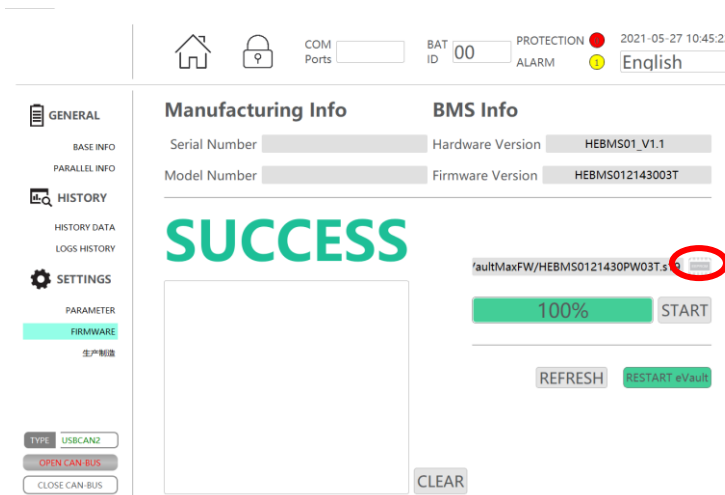 COM Ports
BAT ID 00
PROTECTION
ALARM 1
2021-05-27 10:45:2
English
GENERAL
BASE INFO
PARALLEL INFO
HISTORY
HISTORY DATA
LOGS HISTORY
SETTINGS
PARAMETER
FIRMWARE
生产制造
TYPE USBCAN2
OPEN CAN-BUS
CLOSE CAN-BUS
Manufacturing Info
Serial Number
Model Number
BMS Info
Hardware Version HEBMS01_V1.1
Firmware Version HEBMS012143003T
SUCCESS
'aultMaxFW/HEBMS0121430PW03T.s19
100% START
REFRESH RESTART eVault
CLEAR